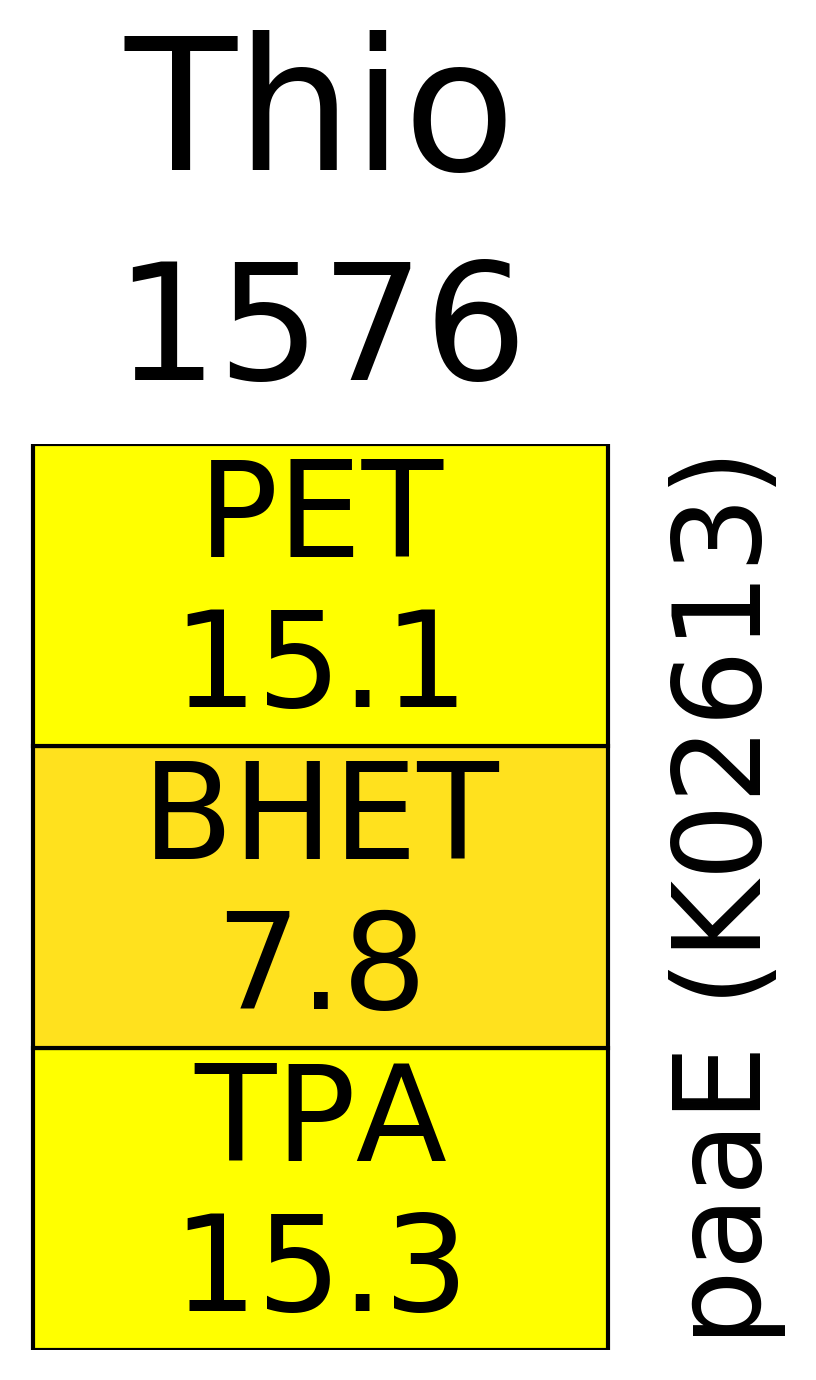 Thio
1576
PET
15.1
BHET
7.8
TPA
15.3
paaE (K02613)